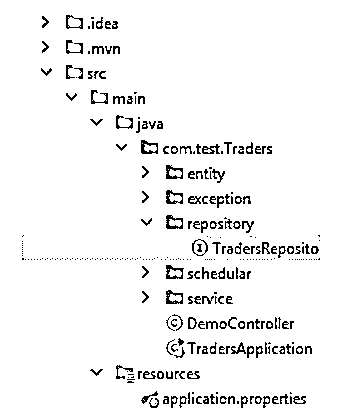 .idea
.mvn
src
main
java
com.test.Traders
entity
exception
repository
TradersReposito
schedular
service
DemoController
TradersApplication
resources
application.properties